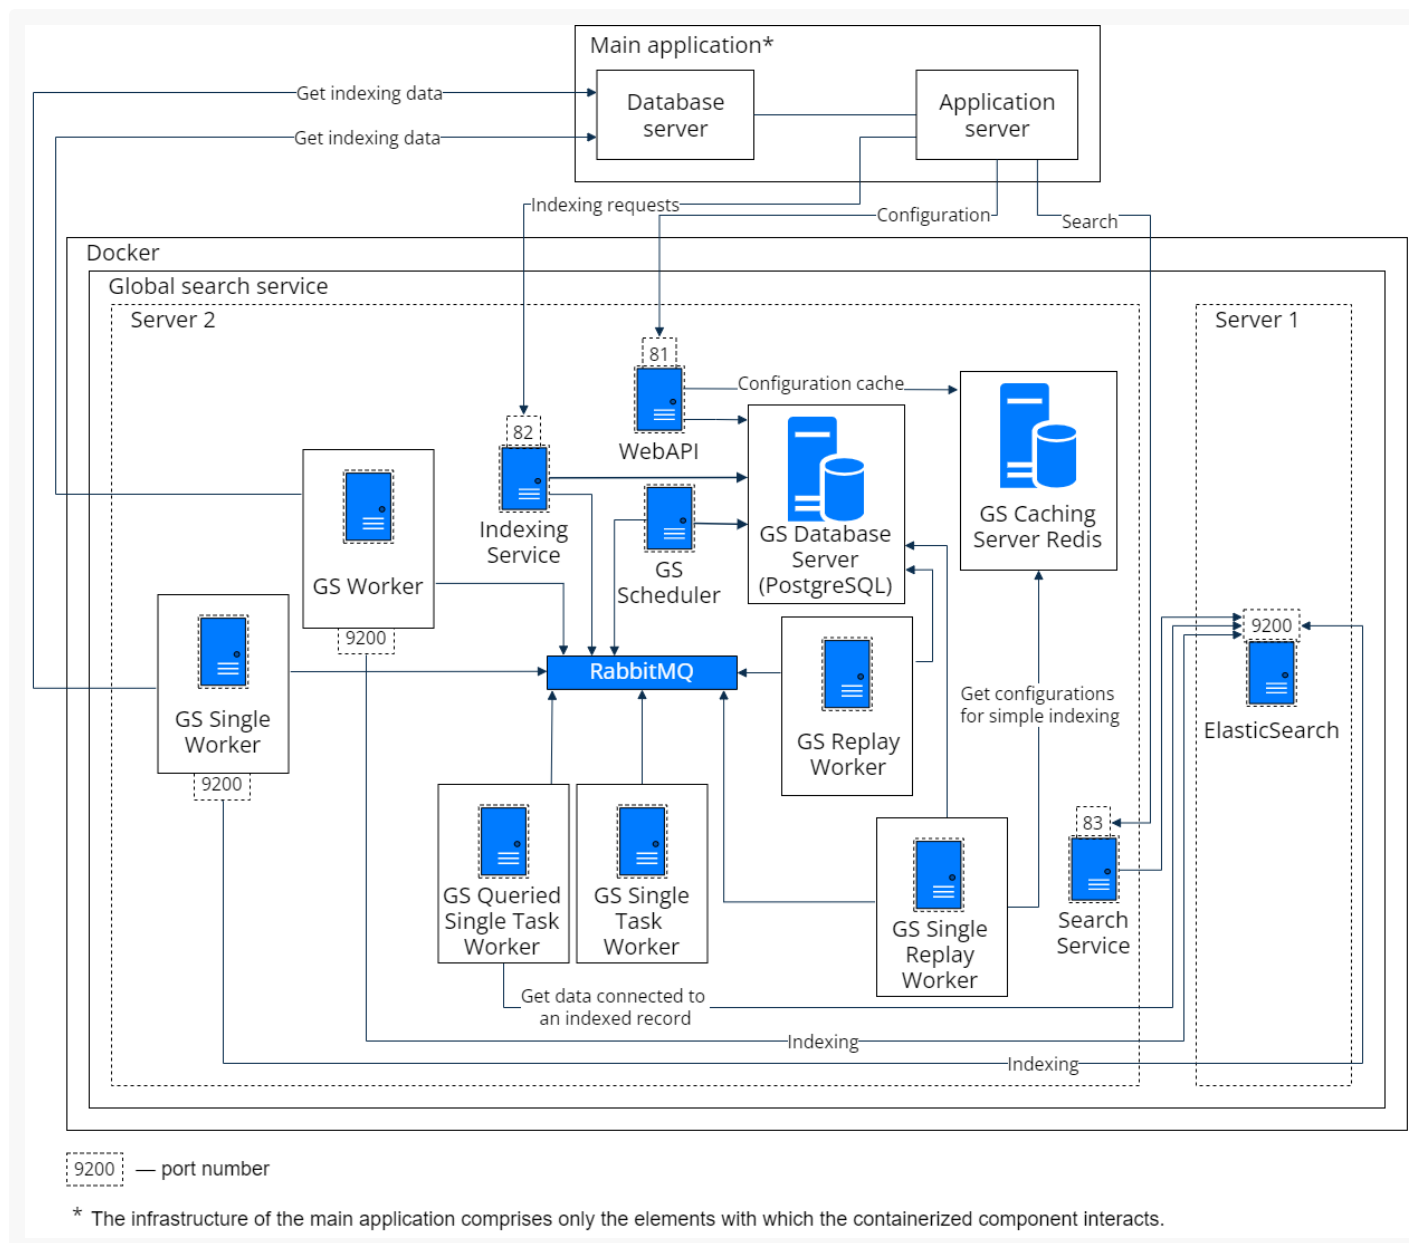 Main application*
Database
server
Application
server
Get indexing data
Get indexing data
Indexing requests
Configuration
Search
Docker
Global search service
Server 2
Server 1
81
WebAPI
Configuration cache
82
Indexing
Service
GS
Scheduler
GS Database
Server
(PostgreSQL)
GS Caching
Server Redis
GS Worker
9200
GS Single
Worker
9200
RabbitMQ
GS Replay
Worker
Get configurations
for simple indexing
9200
ElasticSearch
83
Search
Service
GS Queried
Single Task
Worker
GS Single
Task
Worker
GS Single
Replay
Worker
Get data connected to
an indexed record
Indexing
Indexing
9200 — port number
* The infrastructure of the main application comprises only the elements with which the containerized component interacts.